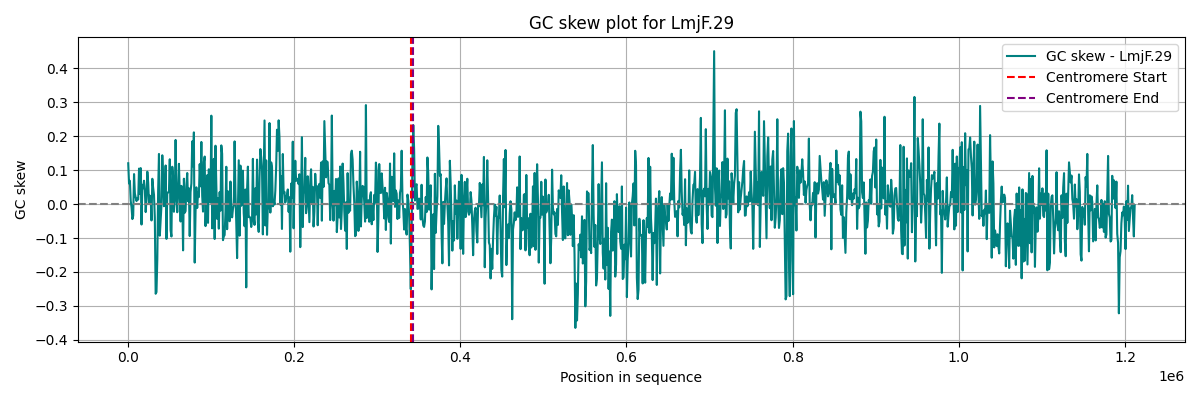 GC skew plot for LmjF.29
GC skew - LmjF.29
Centromere Start
Centromere End
GC skew
0.4
0.3
0.2
0.1
0.0
−0.1
−0.2
−0.3
−0.4
0.0 0.2 0.4 0.6 0.8 1.0 1.2
1e6
Position in sequence